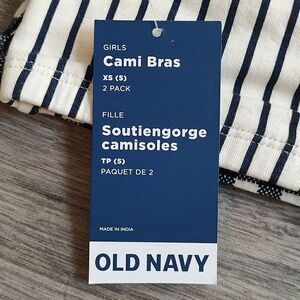 GIRLS
Cami Bras
XS (5)
2 PACK
FILLE
Soutiengorge
camisoles
TP (5)
PAQUET DE 2
MADE IN INDIA
OLD NAVY